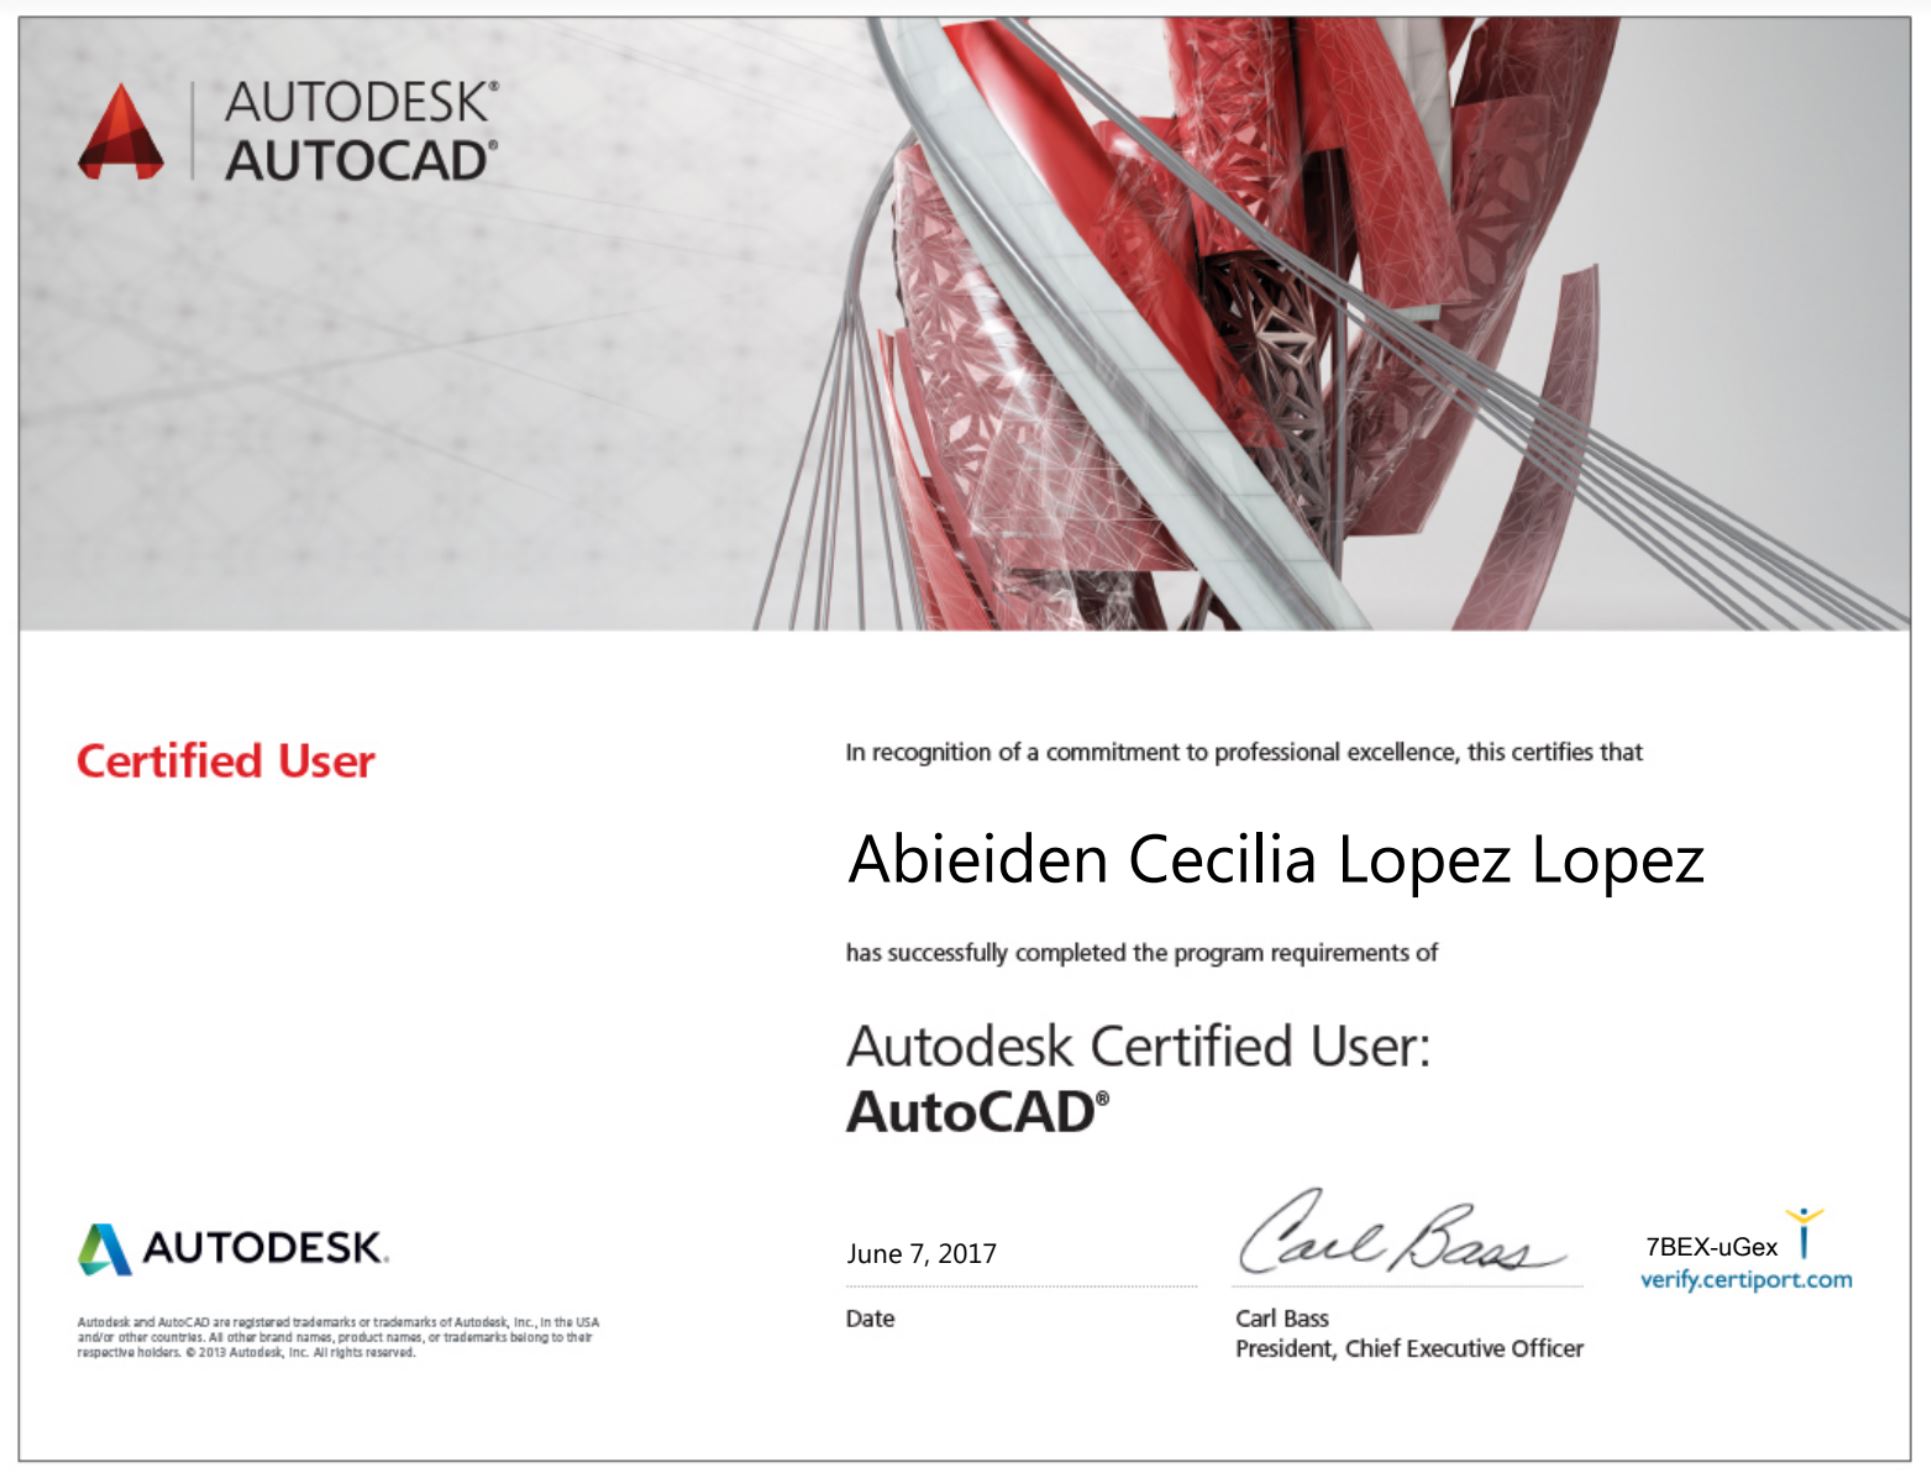 AUTODESK®
AUTOCAD®
Certified User
In recognition of a commitment to professional excellence, this certifies that
Abieiden Cecilia Lopez Lopez
has successfully completed the program requirements of
Autodesk Certified User:
AutoCAD®
AUTODESK.
June 7, 2017
Carl Bass
7BEX-uGex
verify.certiport.com
Date
Carl Bass
President, Chief Executive Officer
Autodesk and AutoCAD are registered trademarks or trademarks of Autodesk, Inc., in the USA
and/or other countries. All other brand names, product names, or trademarks belong to their
respective holders. © 2013 Autodesk, Inc. All rights reserved.